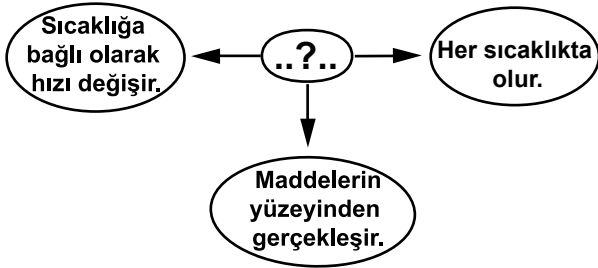 Sıcaklığa
bağlı olarak
hızı değişir.
..?..
Her sıcaklıkta
olur.
Maddelerin
yüzeyinden
gerçekleşir.